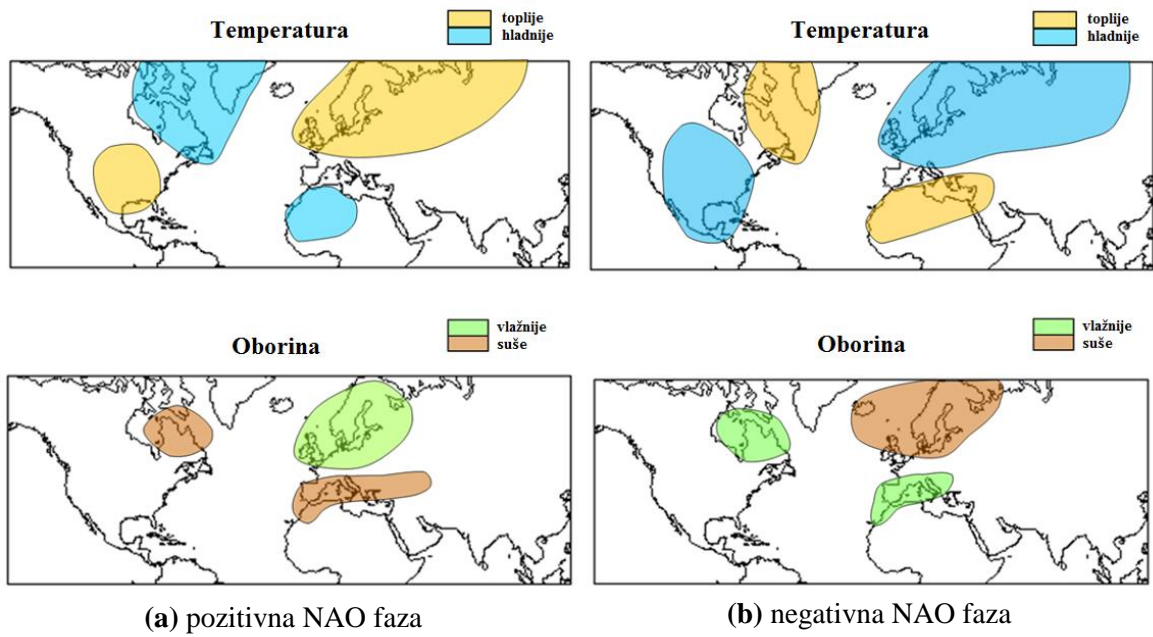 Temperatura
toplije
hladnije
Temperatura
toplije
hladnije
Oborina
vlažnije
suše
Oborina
vlažnije
suše
(a) pozitivna NAO faza
(b) negativna NAO faza